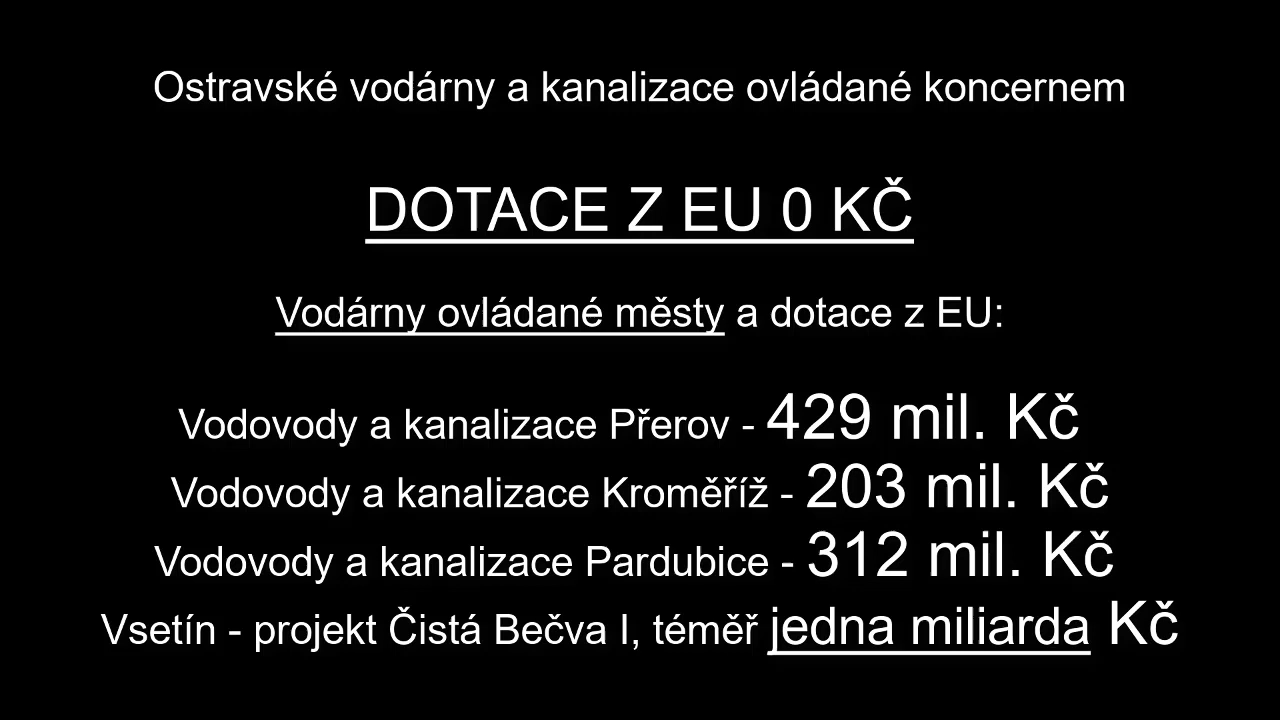 Ostravské vodárny a kanalizace ovládané koncernem
DOTACE Z EU 0 KČ
Vodárny ovládané městy a dotace z EU:
Vodovody a kanalizace Přerov - 429 mil. Kč
Vodovody a kanalizace Kroměříž - 203 mil. Kč
Vodovody a kanalizace Pardubice - 312 mil. Kč
Vsetín - projekt Čistá Bečva I, téměř jedna miliarda Kč